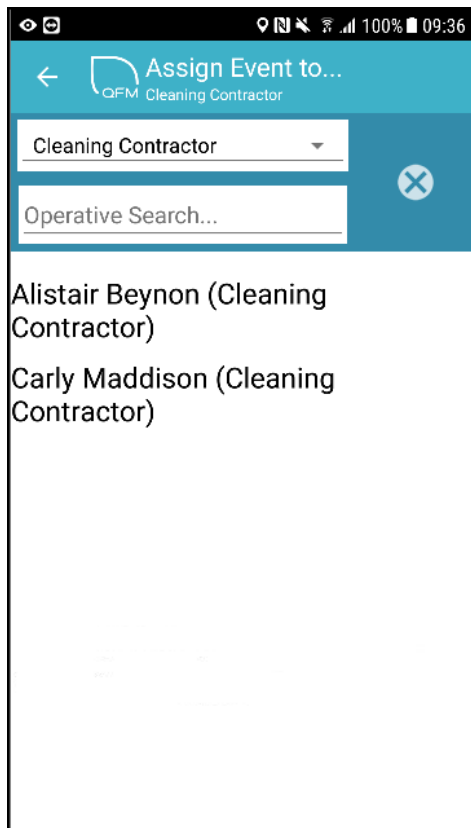 100% 09:36
Assign Event to...
QFM Cleaning Contractor
Cleaning Contractor
Operative Search...
Alistair Beynon (Cleaning
Contractor)
Carly Maddison (Cleaning
Contractor)